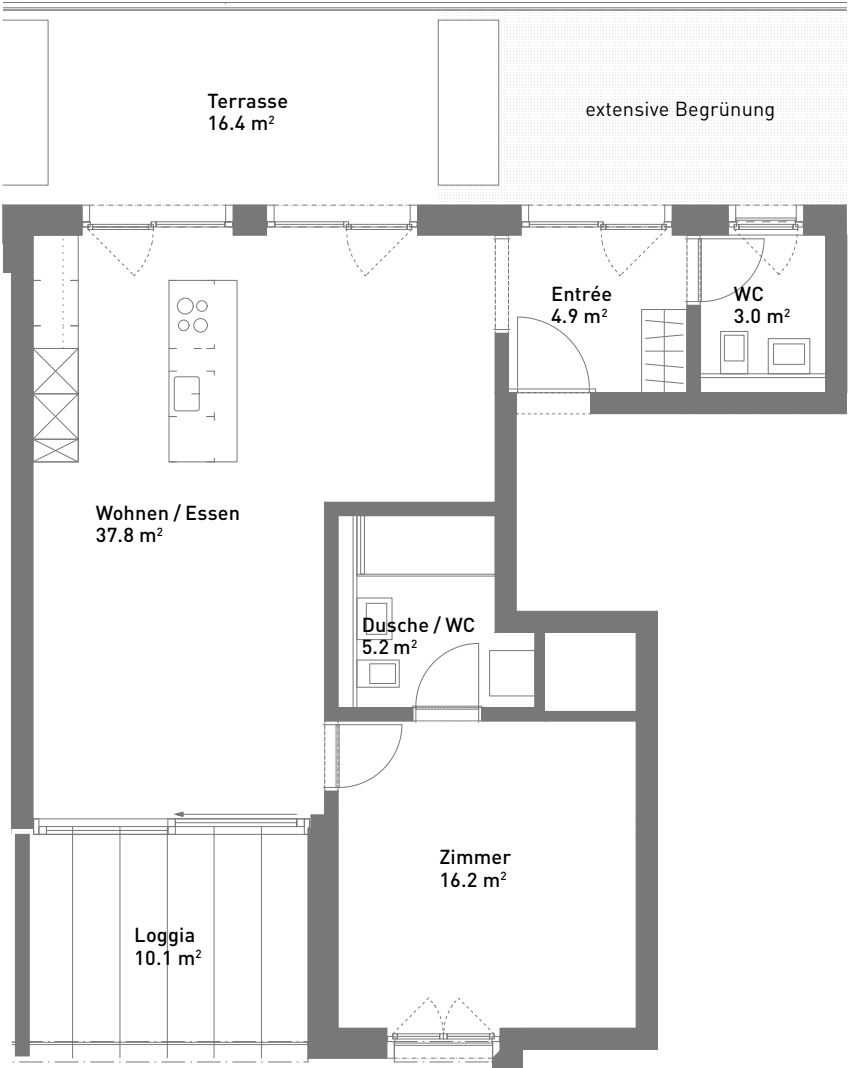 Terrasse
16.4 m²
extensive Begrünung
Entrée
4.9 m²
WC
3.0 m²
Wohnen / Essen
37.8 m²
Dusche / WC
5.2 m²
Zimmer
16.2 m²
Loggia
10.1 m²